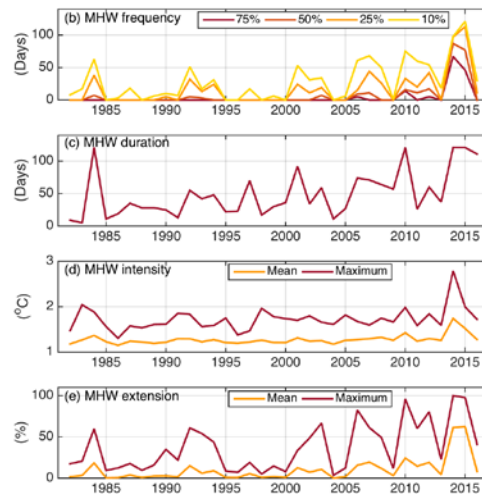 (b) MHW frequency 75% 50% 25% 10%
(Days)
100
50
0
1985 1990 1995 2000 2005 2010 2015
(c) MHW duration
(Days)
100
50
0
1985 1990 1995 2000 2005 2010 2015
(d) MHW intensity Mean Maximum
(°C)
3
2
1
1985 1990 1995 2000 2005 2010 2015
(e) MHW extension Mean Maximum
(%)
100
50
0
1985 1990 1995 2000 2005 2010 2015